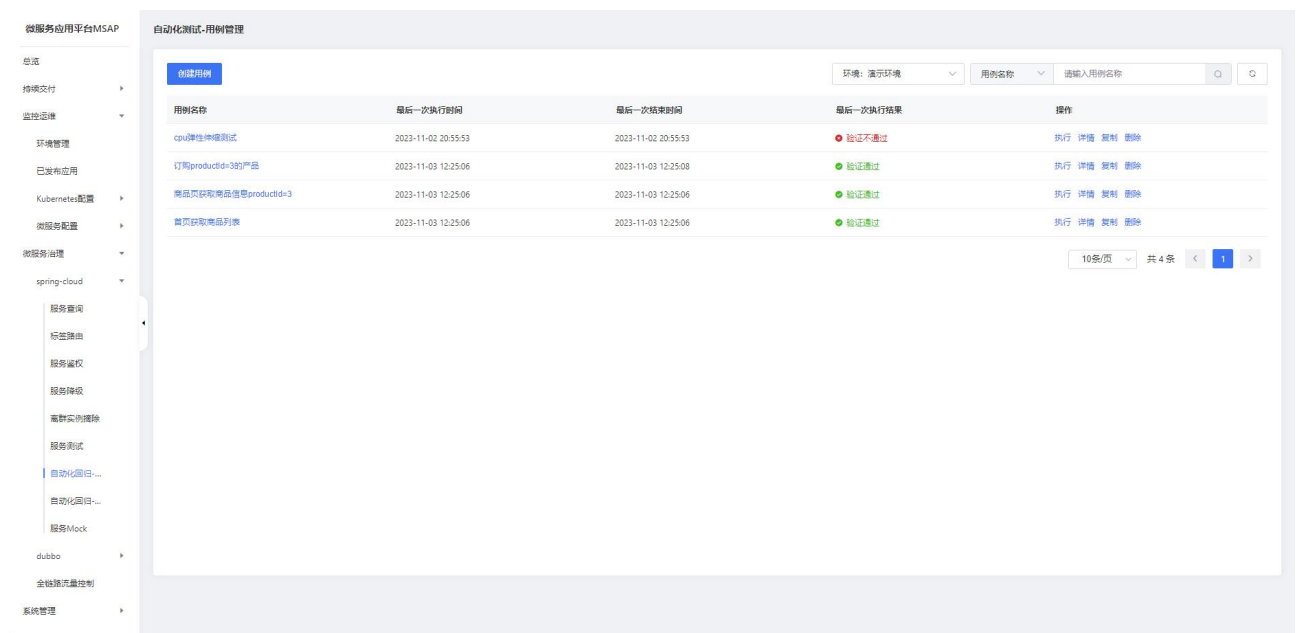 微服务应用平台MSAP
总览
持续交付
监控运维
环境管理
已发布应用
Kubernetes配置
微服务配置
微服务治理
spring-cloud
服务查询
标签路由
服务鉴权
服务降级
离群实例摘除
服务测试
自动化回归-...
自动化回归-...
服务Mock
dubbo
全链路流量控制
系统管理
自动化测试-用例管理
创建用例 环境: 演示环境 用例名称 请输入用例名称
用例名称 最后一次执行时间 最后一次结束时间 最后一次执行结果 操作
cpu弹性伸缩测试 2023-11-02 20:55:53 2023-11-02 20:55:53 验证不通过 执行 详情 复制 删除
订购productId=3的产品 2023-11-03 12:25:06 2023-11-03 12:25:08 验证通过 执行 详情 复制 删除
商品页获取商品信息productId=3 2023-11-03 12:25:06 2023-11-03 12:25:06 验证通过 执行 详情 复制 删除
首页获取商品列表 2023-11-03 12:25:06 2023-11-03 12:25:06 验证通过 执行 详情 复制 删除
10条/页 共 4 条 < 1 >